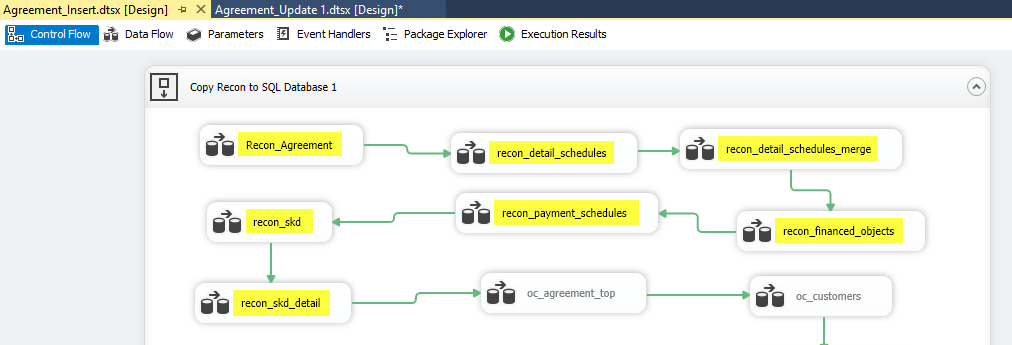 Agreement_Insert.dtsx [Design]
Agreement_Update 1.dtsx [Design]*
Control Flow
Data Flow
Parameters
Event Handlers
Package Explorer
Execution Results
Copy Recon to SQL Database 1
Recon_Agreement
recon_detail_schedules
recon_detail_schedules_merge
recon_skd
recon_payment_schedules
recon_financed_objects
recon_skd_detail
oc_agreement_top
oc_customers